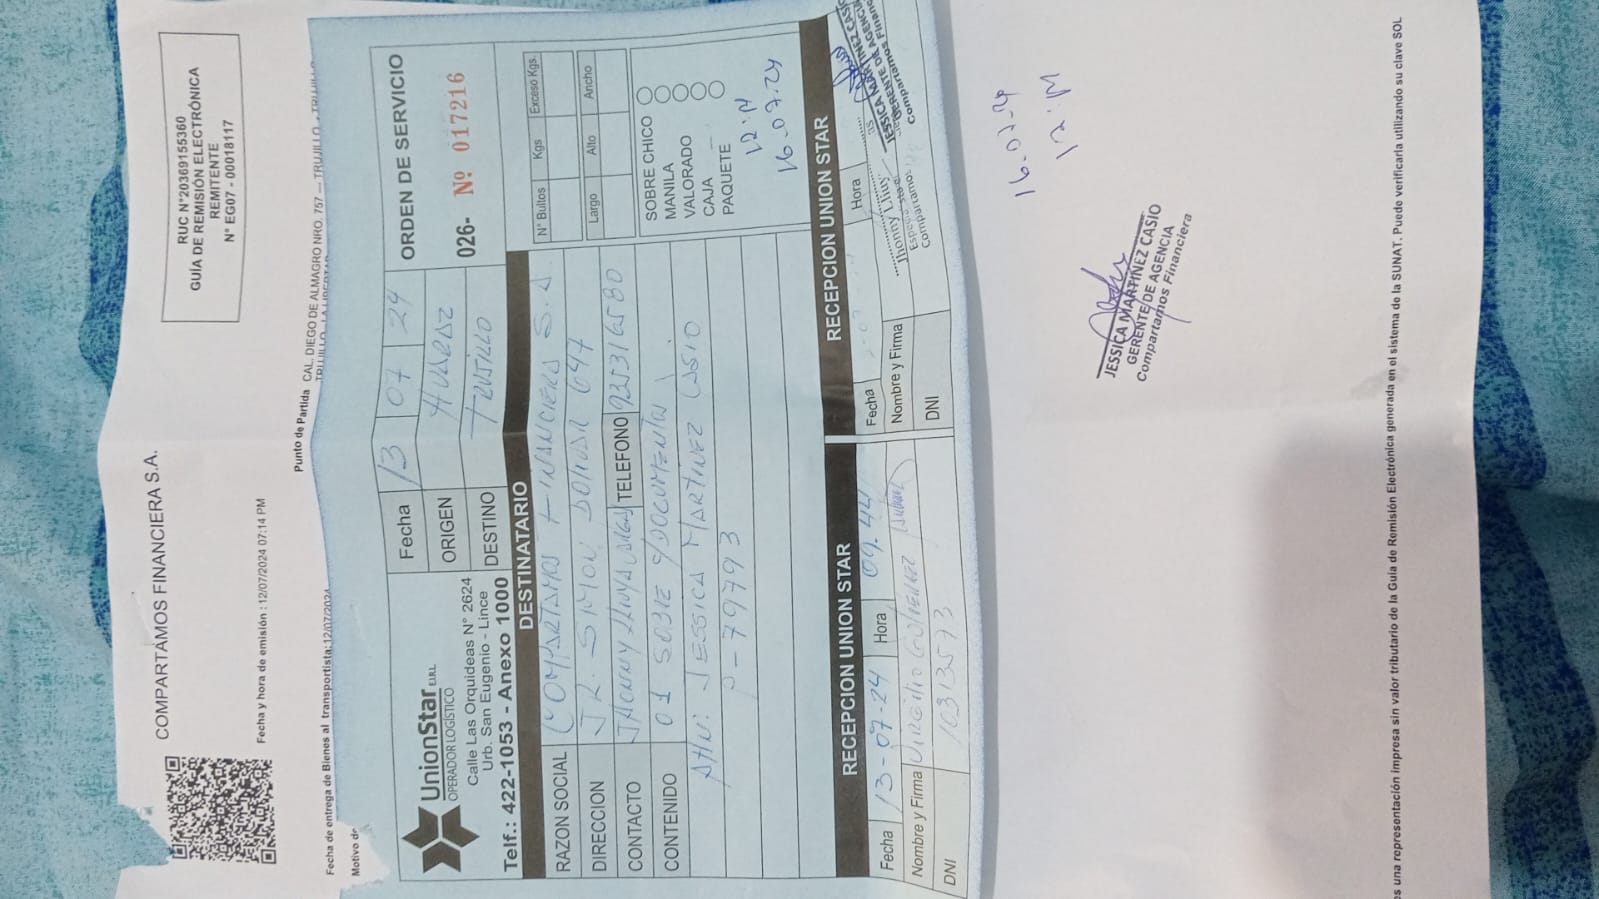 COMPARTAMOS FINANCIERA S.A.
RUC N°20369155360
GUÍA DE REMISIÓN ELECTRÓNICA
REMITENTE
N° EG07 - 00018117
Fecha y hora de emisión : 12/07/2024 07:14 PM
Punto de Partida CAL. DIEGO DE ALMAGRO NRO. 757 -- TRUJILLO - TRUJILLO
Fecha de entrega de Bienes al transportista:12/07/2024
Motivo de
UnionStar E.I.R.L
OPERADOR LOGÍSTICO
Calle Las Orquideas N° 2624
Urb. San Eugenio - Lince
Telf.: 422-1053 - Anexo 1000
Fecha 13 07 24
ORIGEN HUARAZ
DESTINO TRUJILLO
ORDEN DE SERVICIO
026- Nº 017216
DESTINATARIO
RAZON SOCIAL COMPARTAMOS FINANCIERA S.A
DIRECCION JR. SIMON BOLIVAR 647
CONTACTO TELEFONO
CONTENIDO 01 SOBRE
JESSICA MARTINEZ CASIO
P-79793
N° Bultos Kgs Exceso Kgs.
Largo Alto Ancho
SOBRE CHICO
MANILA
VALORADO
CAJA
PAQUETE
12:M
16-07-24
RECEPCION UNION STAR
Fecha 13-07-24 Hora 09:44
Nombre y Firma
DNI
RECEPCION UNION STAR
Fecha Hora
Nombre y Firma
DNI
Jhonny
Compartamos
JESSICA MARTINEZ CASIO
GERENTE DE AGENCIA
Compartamos Financiera
16-07-24
12:M
JESSICA MARTINEZ CASIO
GERENTE DE AGENCIA
Compartamos Financiera
es una representación impresa sin valor tributario de la Guía de Remisión Electrónica generada en el sistema de la SUNAT. Puede verificarla utilizando su clave SOL